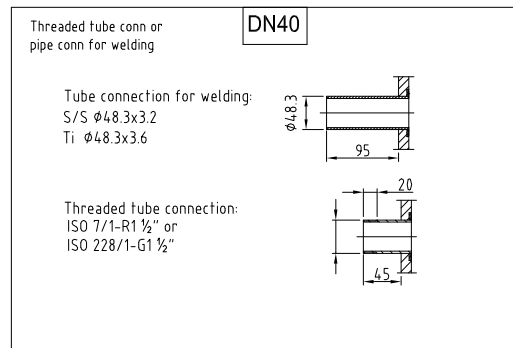 Threaded tube conn or
pipe conn for welding
DN40
Tube connection for welding:
S/S Ø48.3x3.2
Ti Ø48.3x3.6
Ø48.3
95
Threaded tube connection:
ISO 7/1-R1 ½" or
ISO 228/1-G1 ½"
20
45